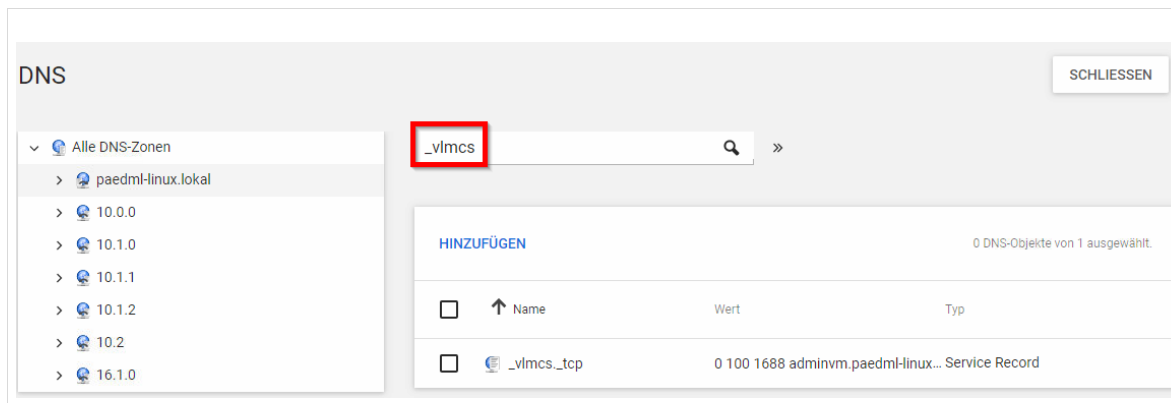 DNS
SCHLIESSEN
Alle DNS-Zonen
paedml-linux.lokal
10.0.0
10.1.0
10.1.1
10.1.2
10.2
16.1.0
_vlmcs
HINZUFÜGEN
0 DNS-Objekte von 1 ausgewählt.
Name Wert Typ
_vlmcs._tcp 0 100 1688 adminvm.paedml-linux... Service Record